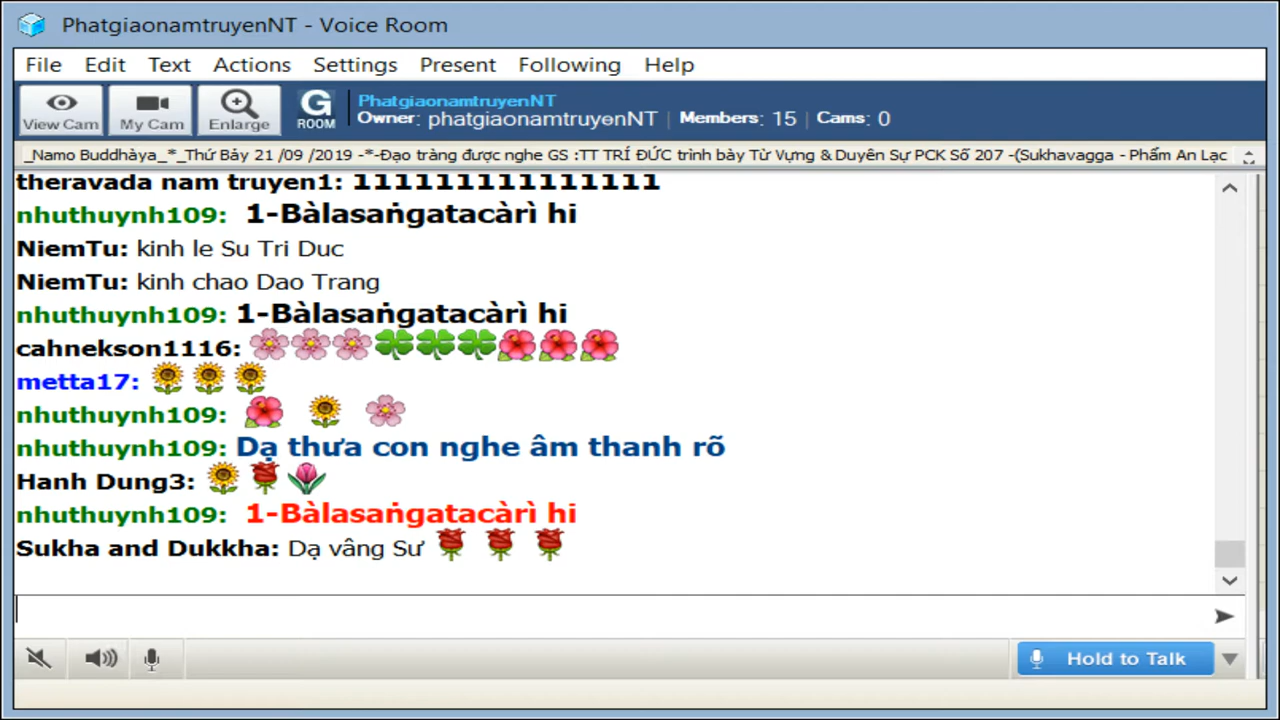 PhatgiaonamtruyenNT - Voice Room
File Edit Text Actions Settings Present Following Help
View Cam My Cam Enlarge G ROOM
PhatgiaonamtruyenNT
Owner: phatgiaonamtruyenNT | Members: 15 | Cams: 0
_Namo Buddhàya_*_Thứ Bảy 21 /09 /2019 -*-Đạo tràng được nghe GS :TT TRÍ ĐỨC trình bày Từ Vựng & Duyên Sự PCK Số 207 -(Sukhavagga - Phẩm An Lạc
theravada nam truyen1: 111111111111111
nhuthuynh109: 1-Bàlasaṅgatacàrì hi
NiemTu: kinh le Su Tri Duc
NiemTu: kinh chao Dao Trang
nhuthuynh109: 1-Bàlasaṅgatacàrì hi
cahnekson1116:
metta17:
nhuthuynh109:
nhuthuynh109: Dạ thưa con nghe âm thanh rõ
Hanh Dung3:
nhuthuynh109: 1-Bàlasaṅgatacàrì hi
Sukha and Dukkha: Dạ vâng Sư
Hold to Talk